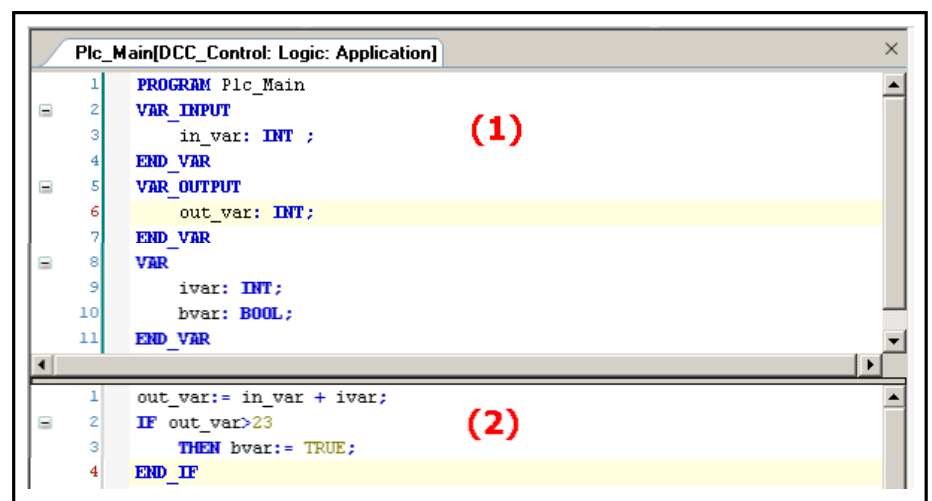 Plc_Main[DCC_Control: Logic: Application]
1 PROGRAM Plc_Main
2 VAR_INPUT
3 in_var: INT ;
(1)
4 END_VAR
5 VAR_OUTPUT
6 out_var: INT;
7 END_VAR
8 VAR
9 ivar: INT;
10 bvar: BOOL;
11 END_VAR
1 out_var:= in_var + ivar;
2 IF out_var>23
(2)
3 THEN bvar:= TRUE;
4 END_IF